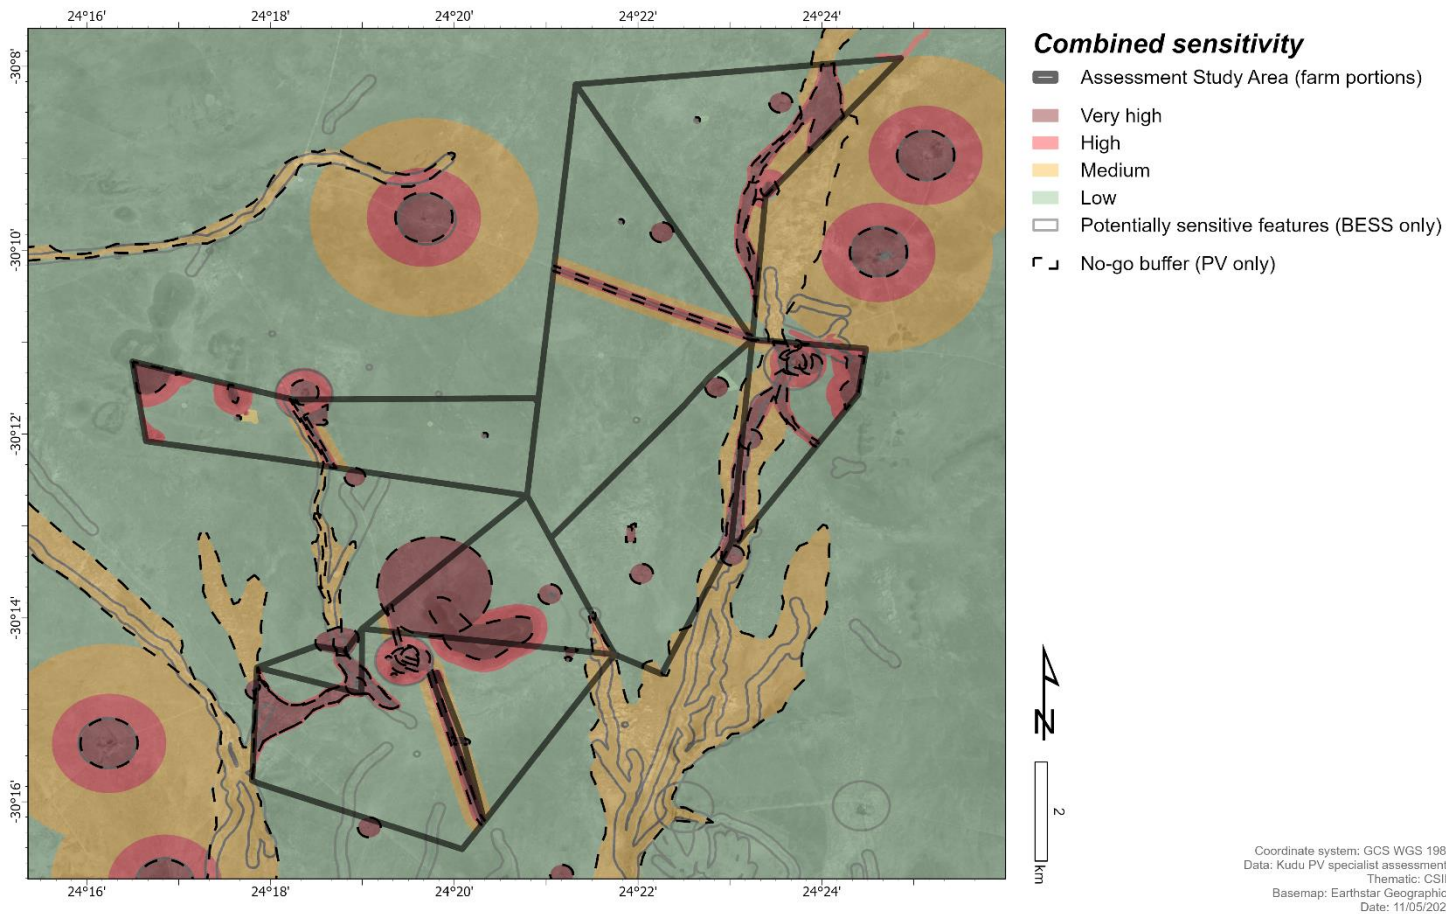 24°16' 24°18' 24°20' 24°22' 24°24'
-30°8'
-30°10'
-30°12'
-30°14'
-30°16'
24°16' 24°18' 24°20' 24°22' 24°24'
Combined sensitivity
Assessment Study Area (farm portions)
Very high
High
Medium
Low
Potentially sensitive features (BESS only)
No-go buffer (PV only)
N
2
km
Coordinate system: GCS WGS 198
Data: Kudu PV specialist assessment
Thematic: CSI
Basemap: Earthstar Geographic
Date: 11/05/202